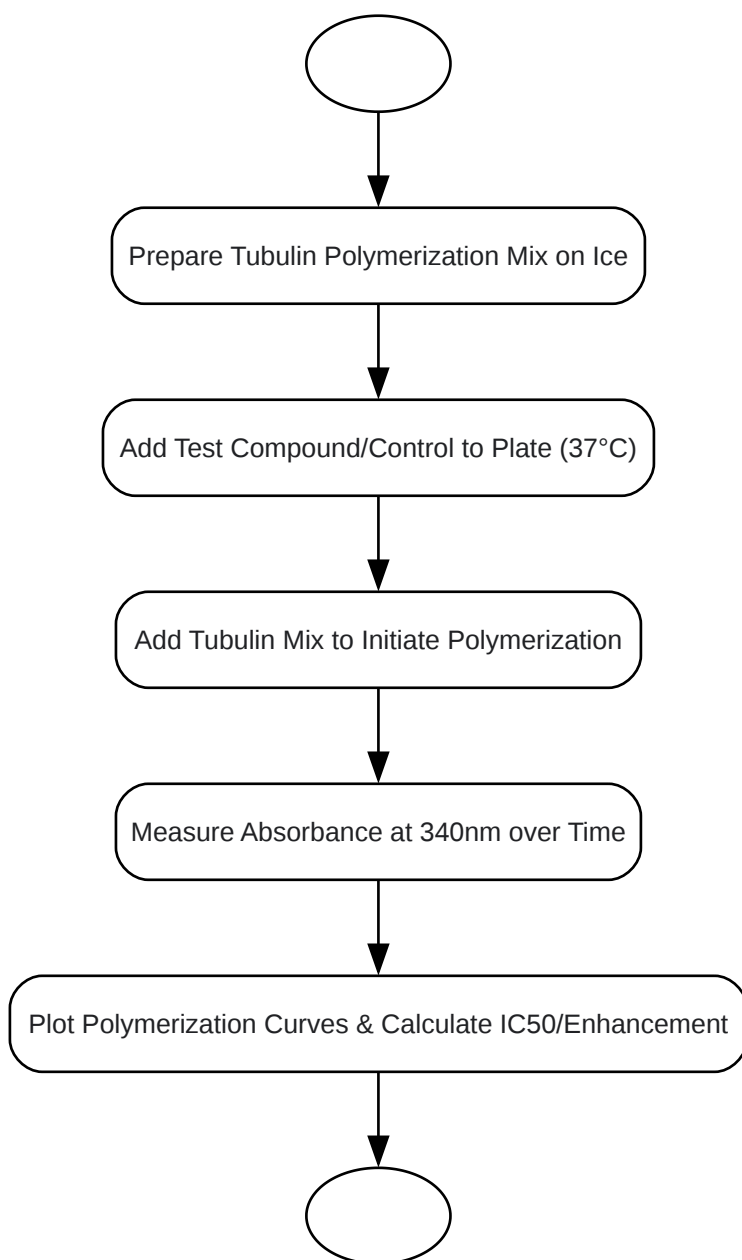 Prepare Tubulin Polymerization Mix on Ice
Add Test Compound/Control to Plate (37°C)
Add Tubulin Mix to Initiate Polymerization
Measure Absorbance at 340nm over Time
Plot Polymerization Curves & Calculate IC50/Enhancement